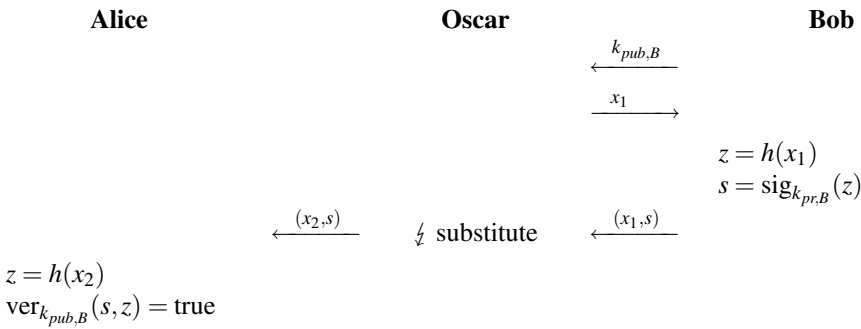 Alice Oscar Bob
k_{pub,B}
x_1
z = h(x_1)
s = sig_{k_{pr,B}}(z)
(x_2,s) ↯ substitute (x_1,s)
z = h(x_2)
ver_{k_{pub,B}}(s,z) = true